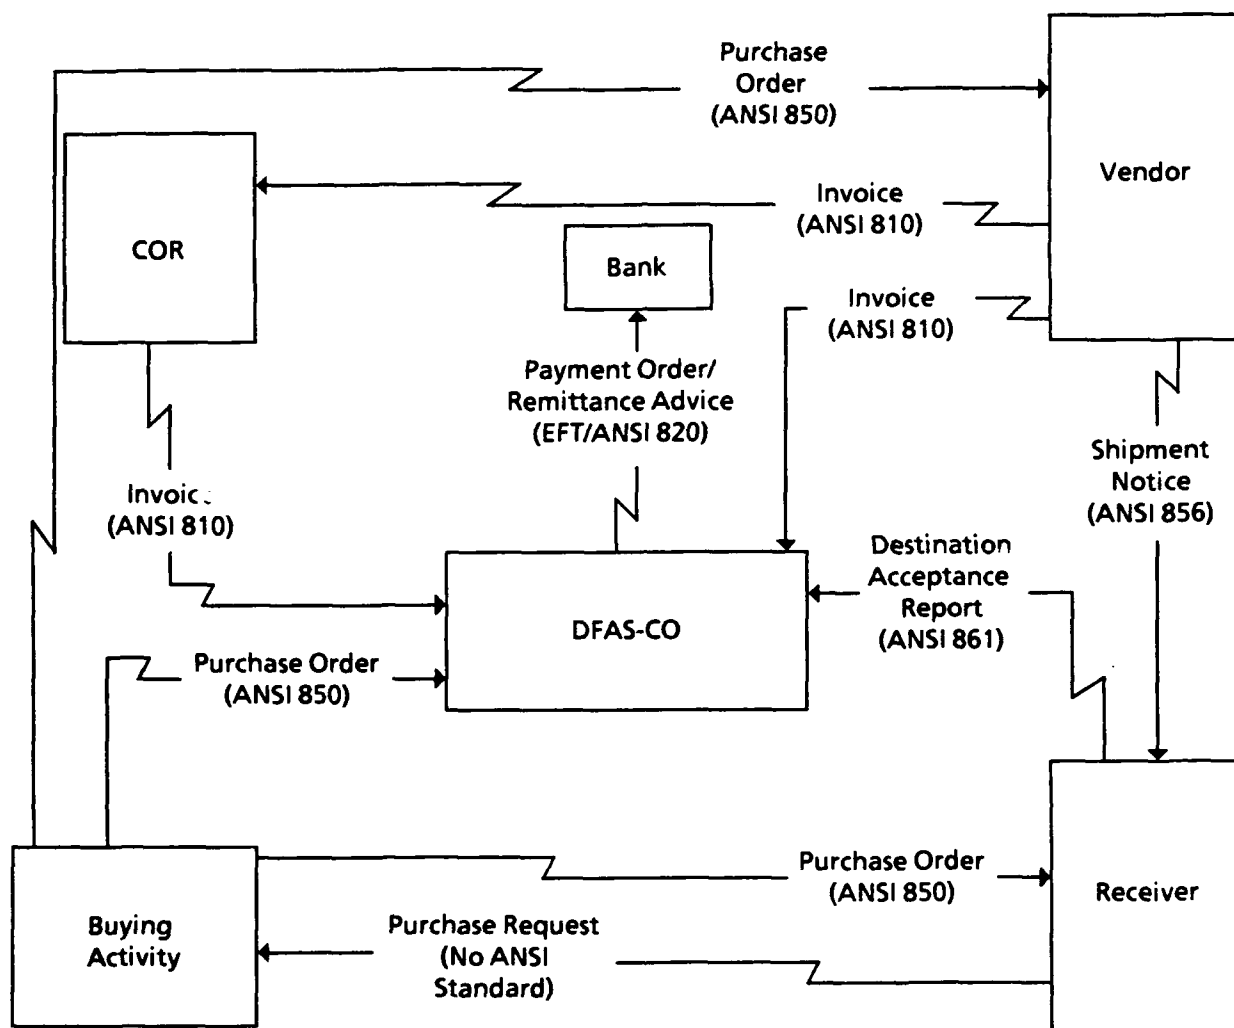 Purchase
Order
(ANSI 850)
Vendor
COR
Invoice
(ANSI 810)
Bank
Invoice
(ANSI 810)
Payment Order/
Remittance Advice
(EFT/ANSI 820)
Shipment
Notice
(ANSI 856)
Invoic
(ANSI 810)
Destination
Acceptance
Report
(ANSI 861)
DFAS-CO
Purchase Order
(ANSI 850)
Purchase Order
(ANSI 850)
Receiver
Buying
Activity
Purchase Request
(No ANSI
Standard)